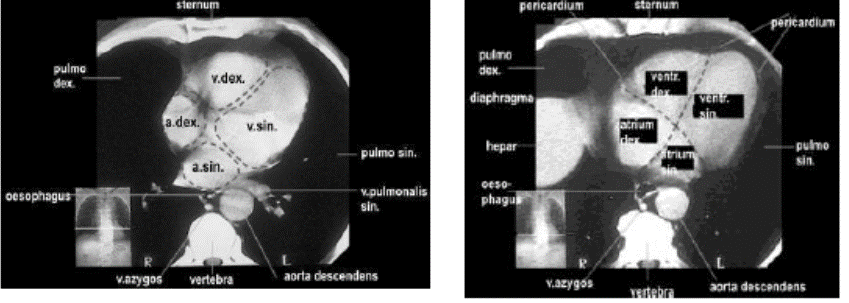 sternum
pulmo
dex.
v.dex.
a.dex.
v.sin.
pulmo sin.
a.sin.
oesophagus
v.pulmonalis
sin.
R
L
v.azygos
vertebra
aorta descendens
sternum
pericardium
pericardium
pulmo
dex.
ventr.
dex
diaphragma
ventr.
sin
atrium
dex
hepar
pulmo
sin.
atrium
sin
oeso-
phagus
R
L
v.azygos
vertebra
aorta descendens